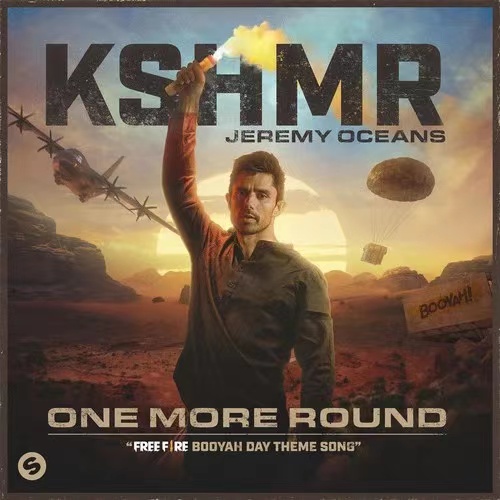 KSHMR
JEREMY OCEANS
BOOYAH!
ONE MORE ROUND
"FREE FIRE BOOYAH DAY THEME SONG"